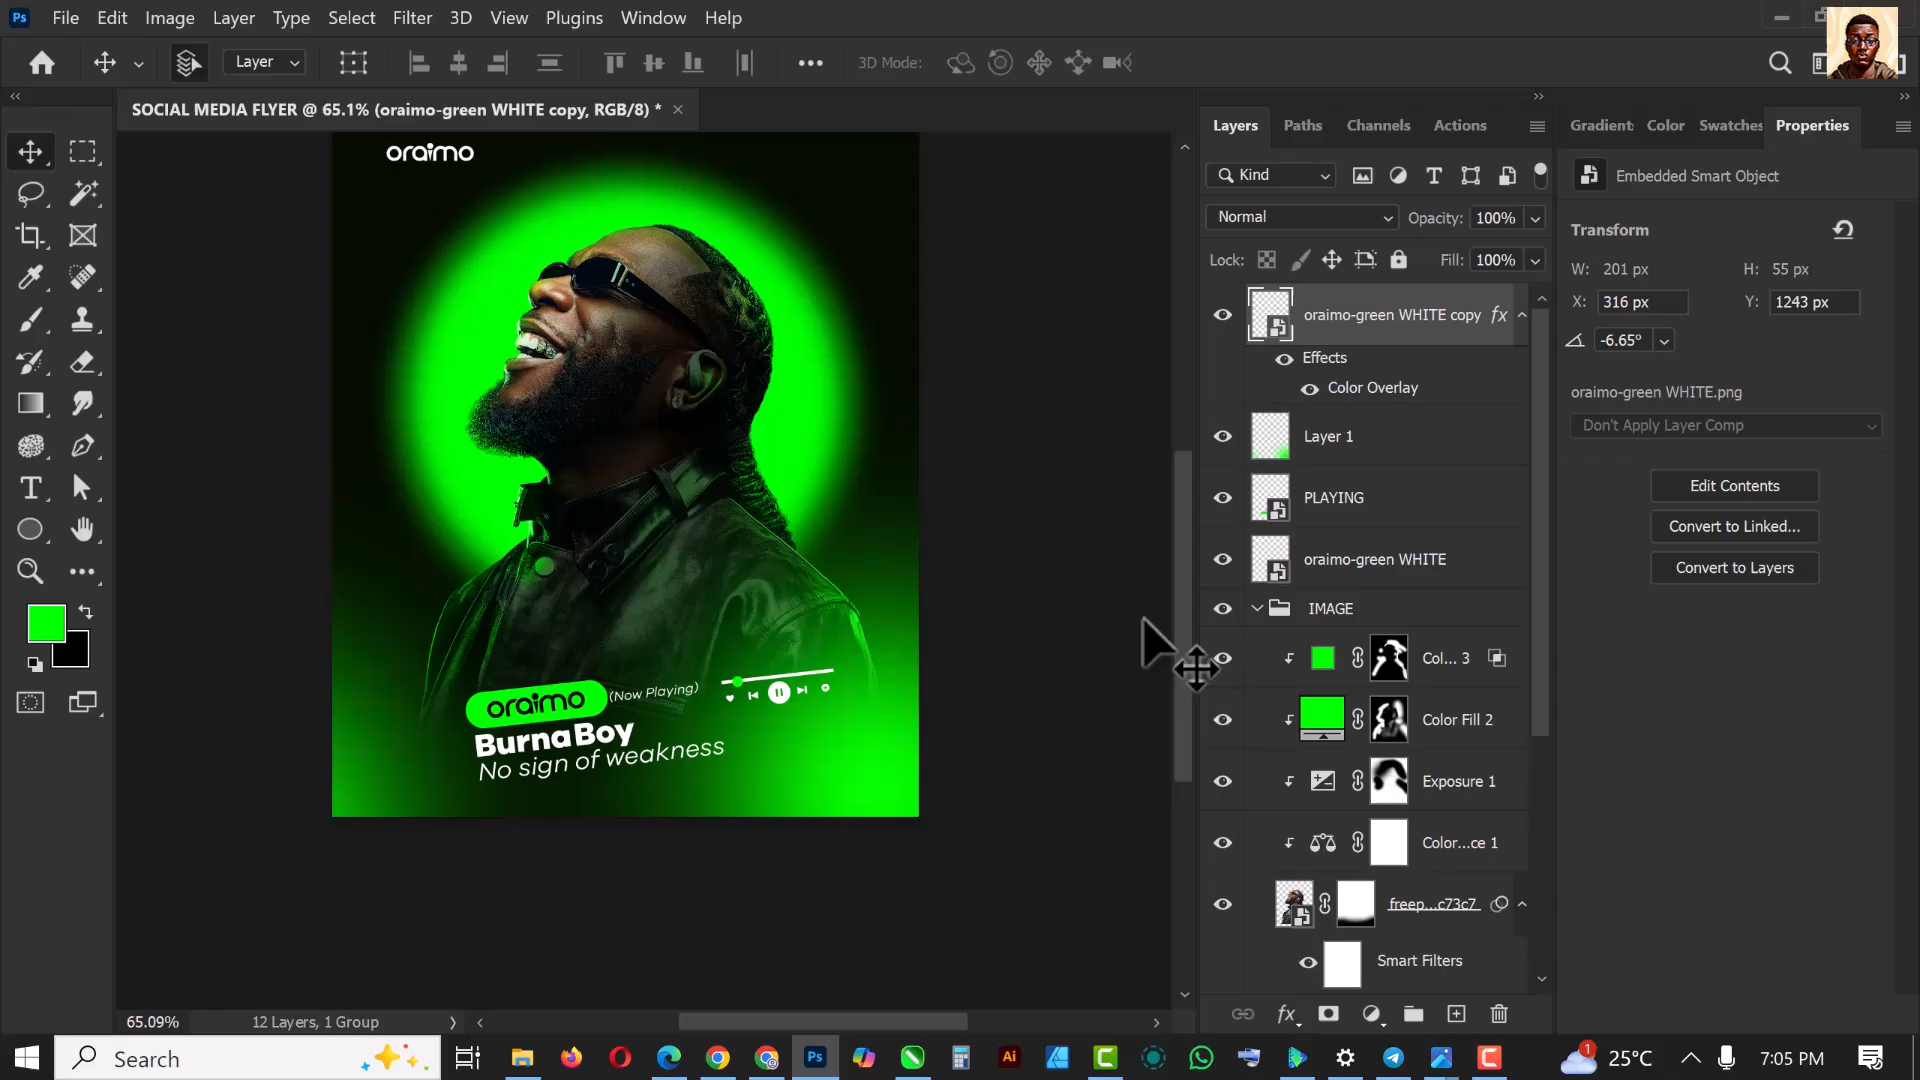 Ps File Edit Image Layer Type Select Filter 3D View Plugins Window Help
Layer 3D Mode:
SOCIAL MEDIA FLYER @ 65.1% (oraimo-green WHITE copy, RGB/8) *
oraimo
oraimo (Now Playing)
BurnaBoy
No sign of weakness
65.09% 12 Layers, 1 Group
Layers Paths Channels Actions
Kind
Normal Opacity: 100%
Lock: Fill: 100%
oraimo-green WHITE copy fx
Effects
Color Overlay
Layer 1
PLAYING
oraimo-green WHITE
IMAGE
Col... 3
Color Fill 2
Exposure 1
Color...ce 1
freep...c73c7
Smart Filters
fx
Gradient Color Swatches Properties
Embedded Smart Object
Transform
W: 201 px H: 55 px
X: 316 px Y: 1243 px
-6.65°
oraimo-green WHITE.png
Don't Apply Layer Comp
Edit Contents
Convert to Linked...
Convert to Layers
Search Ps Ai C 1 25°C 7:05 PM